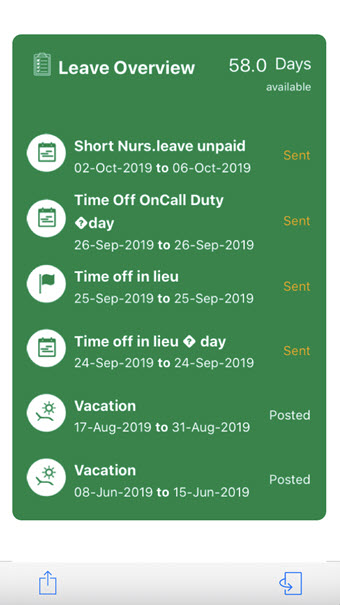 Leave Overview 58.0 Days
available
Short Nurs.leave unpaid
02-Oct-2019 to 06-Oct-2019 Sent
Time Off OnCall Duty
�day
26-Sep-2019 to 26-Sep-2019 Sent
Time off in lieu
25-Sep-2019 to 25-Sep-2019 Sent
Time off in lieu � day
24-Sep-2019 to 24-Sep-2019 Sent
Vacation
17-Aug-2019 to 31-Aug-2019 Posted
Vacation
08-Jun-2019 to 15-Jun-2019 Posted